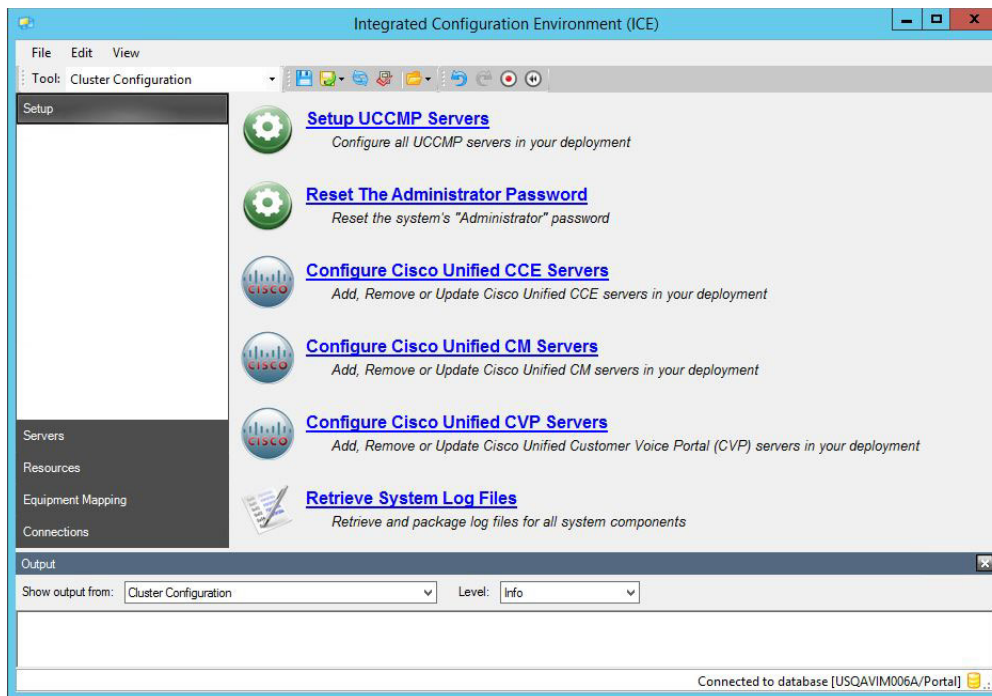 Integrated Configuration Environment (ICE)
File Edit View
Tool: Cluster Configuration
Setup
Setup UCCMP Servers
Configure all UCCMP servers in your deployment
Reset The Administrator Password
Reset the system's "Administrator" password
CISCO
Configure Cisco Unified CCE Servers
Add, Remove or Update Cisco Unified CCE servers in your deployment
CISCO
Configure Cisco Unified CM Servers
Add, Remove or Update Cisco Unified CM servers in your deployment
CISCO
Configure Cisco Unified CVP Servers
Add, Remove or Update Cisco Unified Customer Voice Portal (CVP) servers in your deployment
Retrieve System Log Files
Retrieve and package log files for all system components
Servers
Resources
Equipment Mapping
Connections
Output
Show output from: Cluster Configuration Level: Info
Connected to database [USQAVIM006A/Portal]